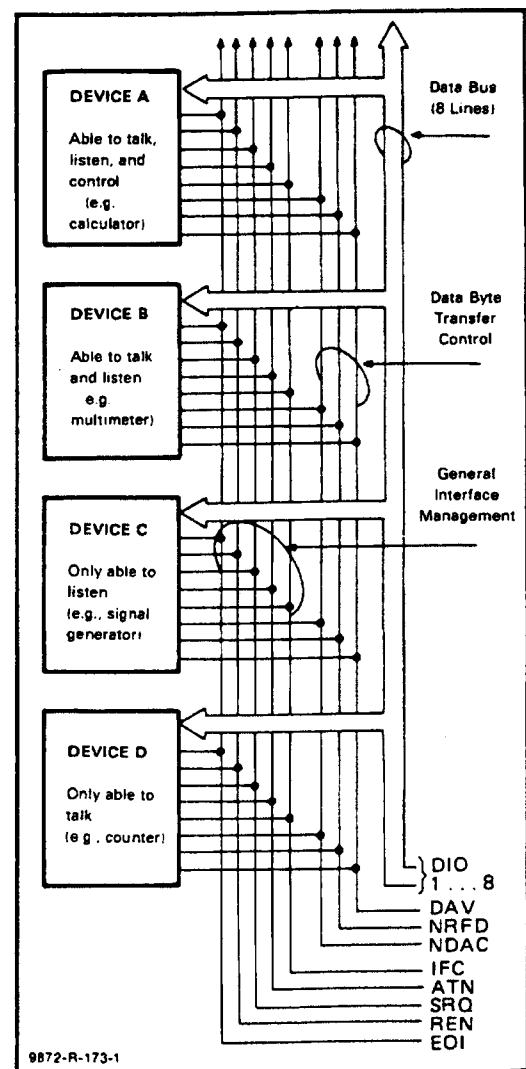 DEVICE A
Able to talk,
listen, and
control
(e.g.
calculator)
Data Bus
(8 Lines)
DEVICE B
Able to talk
and listen
e.g.
multimeter)
Data Byte
Transfer
Control
General
Interface
Management
DEVICE C
Only able to
listen
(e.g., signal
generator)
DEVICE D
Only able to
talk
(e.g., counter)
DIO
1 . . . 8
DAV
NRFD
NDAC
IFC
ATN
SRQ
REN
EOI
9872-R-173-1